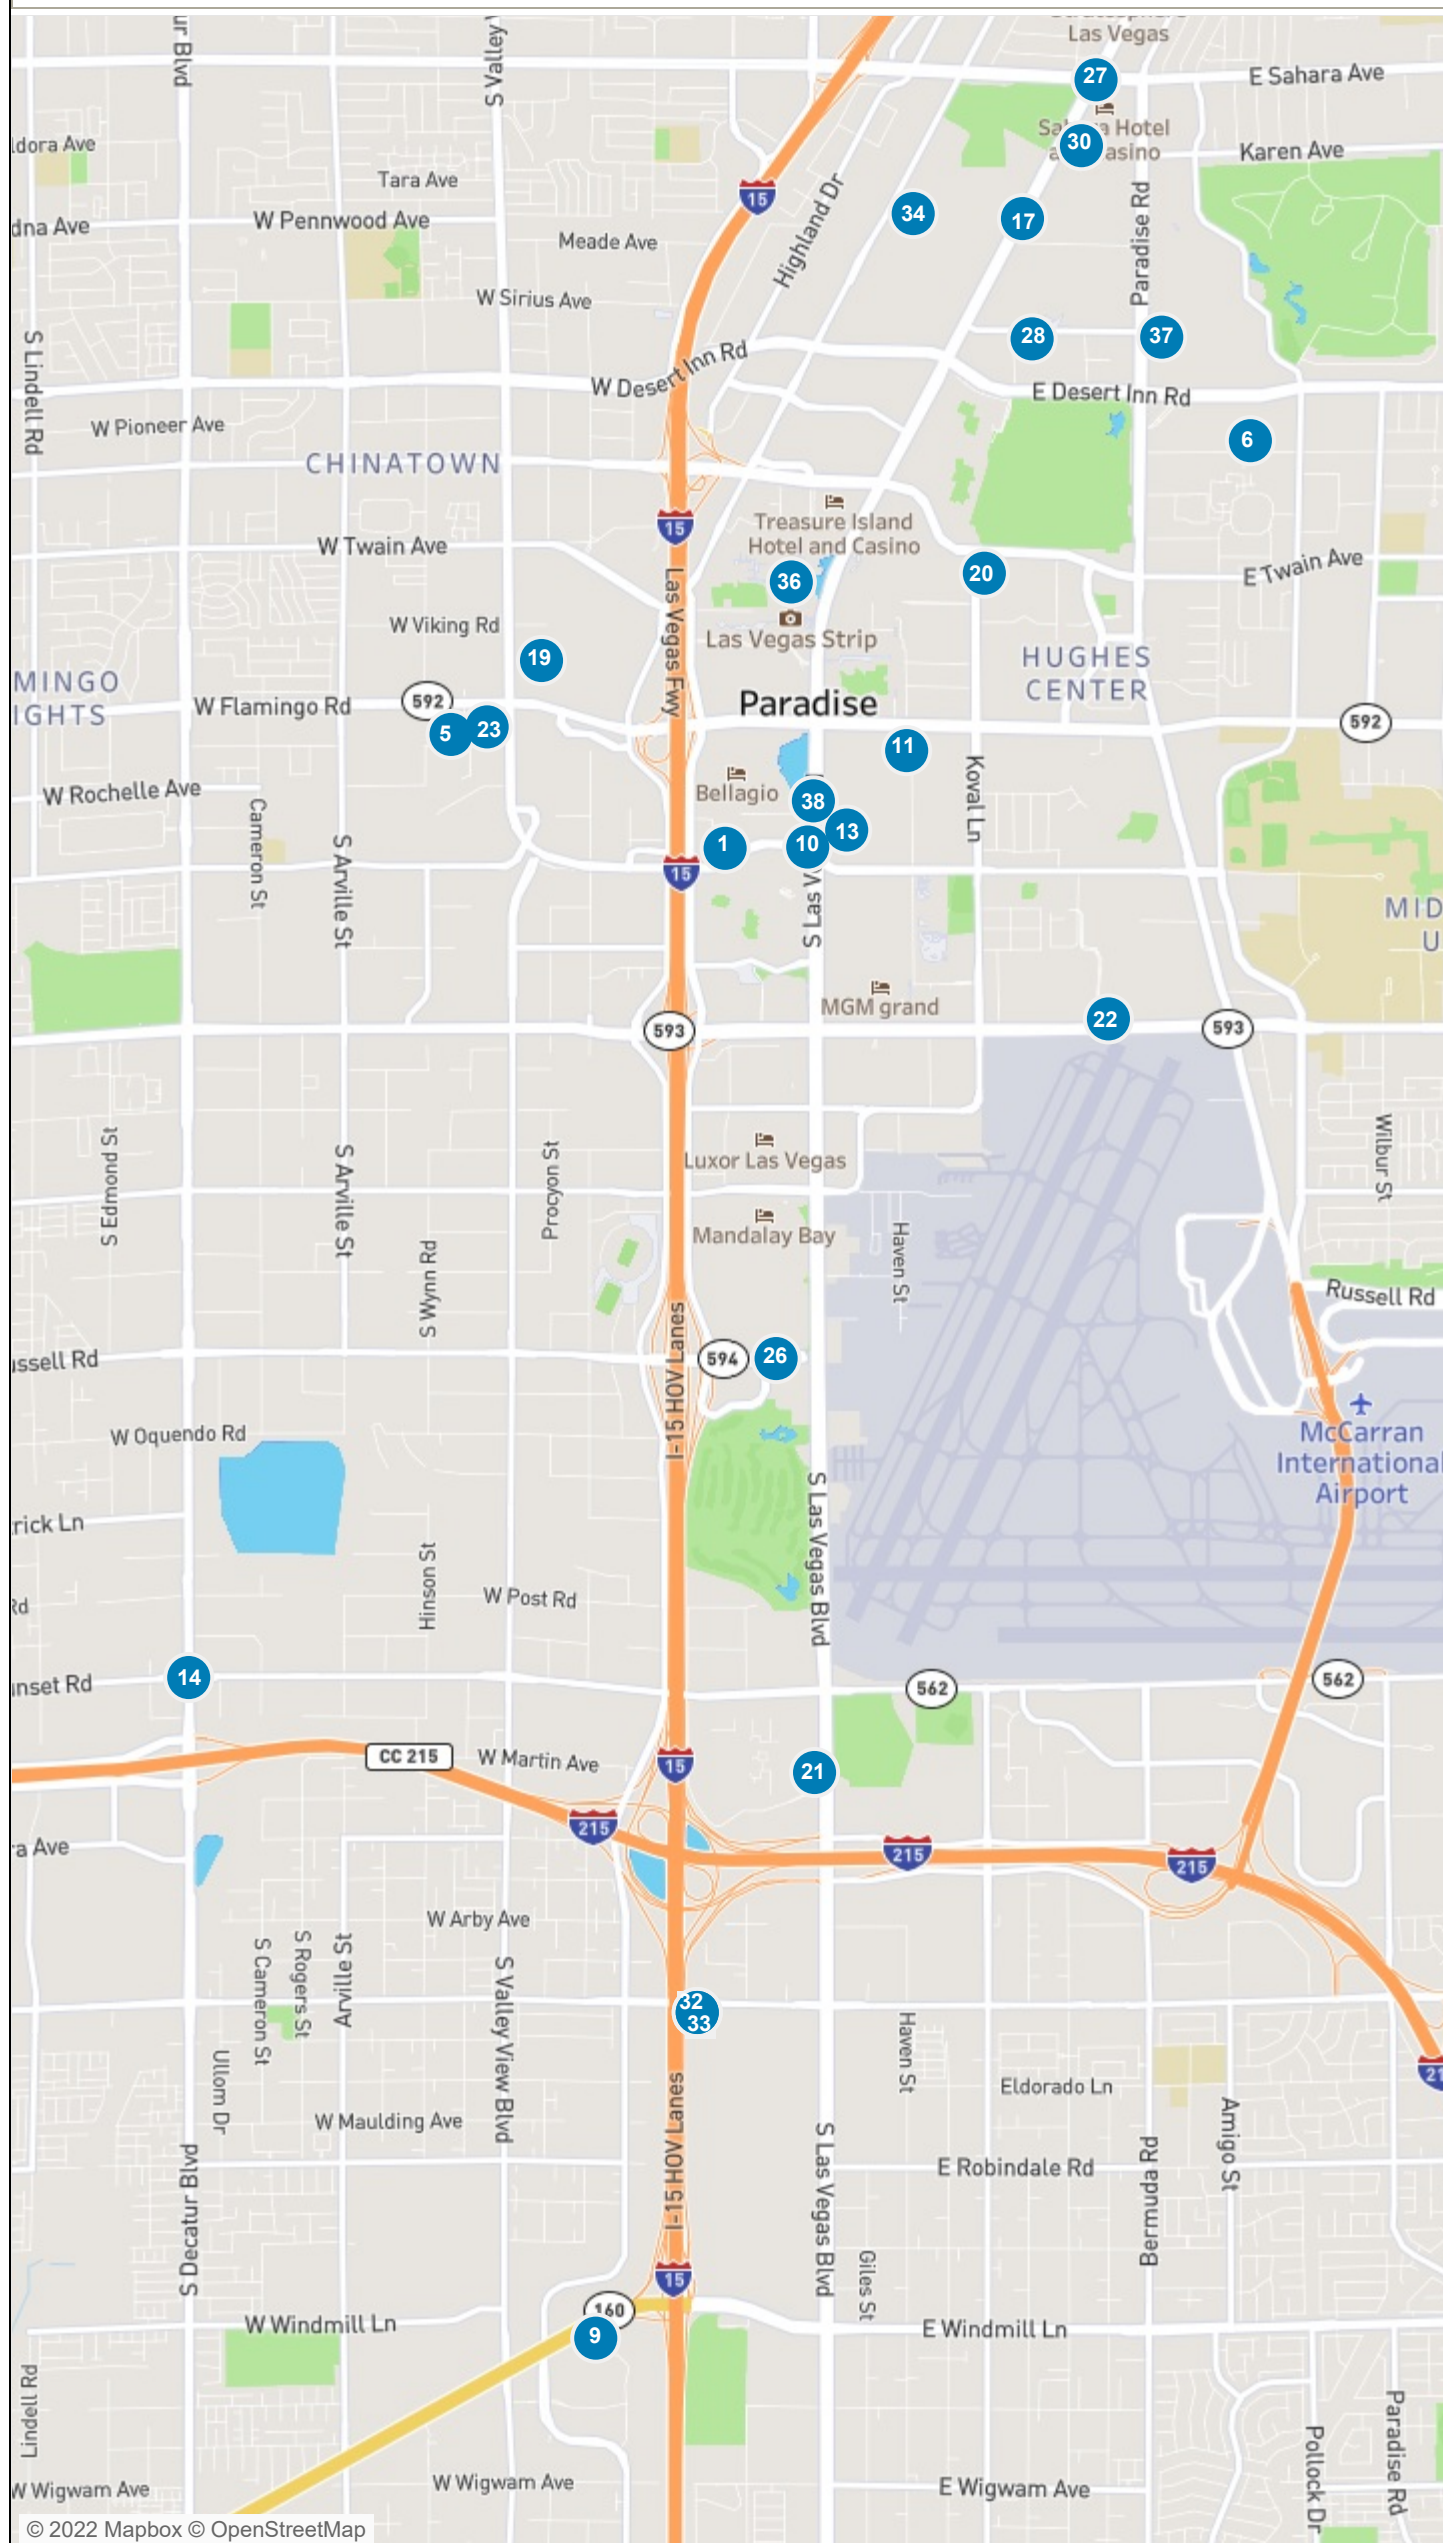 Las Vegas
27
E Sahara Ave
ur Blvd
S Valley
ldora Ave
Hotel
30
asino
Karen Ave
Tara Ave
15
Highland Dr
34
17
Paradise Rd
dna Ave
W Pennwood Ave
Meade Ave
W Sirius Ave
S Lindell Rd
28
37
W Desert Inn Rd
E Desert Inn Rd
W Pioneer Ave
6
CHINATOWN
15
Treasure Island
Hotel and Casino
W Twain Ave
36
20
E Twain Ave
Las Vegas Fwy
W Viking Rd
Las Vegas Strip
19
HUGHES
CENTER
MINGO
IGHTS
W Flamingo Rd
592
Paradise
592
5
23
11
Bellagio
Koval Ln
W Rochelle Ave
38
Cameron St
S Arville St
1
10
13
15
S Las V
MID
U
MGM grand
22
593
593
S Edmond St
S Arville St
Procyon St
Luxor Las Vegas
Wilbur St
Mandalay Bay
S Wynn Rd
Haven St
Russell Rd
I-15 HOV Lanes
ussell Rd
594
26
W Oquendo Rd
McCarran
International
Airport
rick Ln
S Las Vegas Blvd
Hinson St
W Post Rd
Rd
14
unset Rd
562
562
CC 215
W Martin Ave
15
21
215
215
215
ra Ave
W Arby Ave
S Cameron St
S Rogers St
Arville St
S Valley View Blvd
32
33
Haven St
Ullom Dr
Eldorado Ln
21
W Maulding Ave
Amigo St
I-15 HOV Lanes
S Las Vegas Blvd
E Robindale Rd
Bermuda Rd
S Decatur Blvd
15
Giles St
160
W Windmill Ln
9
E Windmill Ln
Lindell Rd
Pollock Dr
Paradise Rd
W Wigwam Ave
W Wigwam Ave
E Wigwam Ave
© 2022 Mapbox © OpenStreetMap